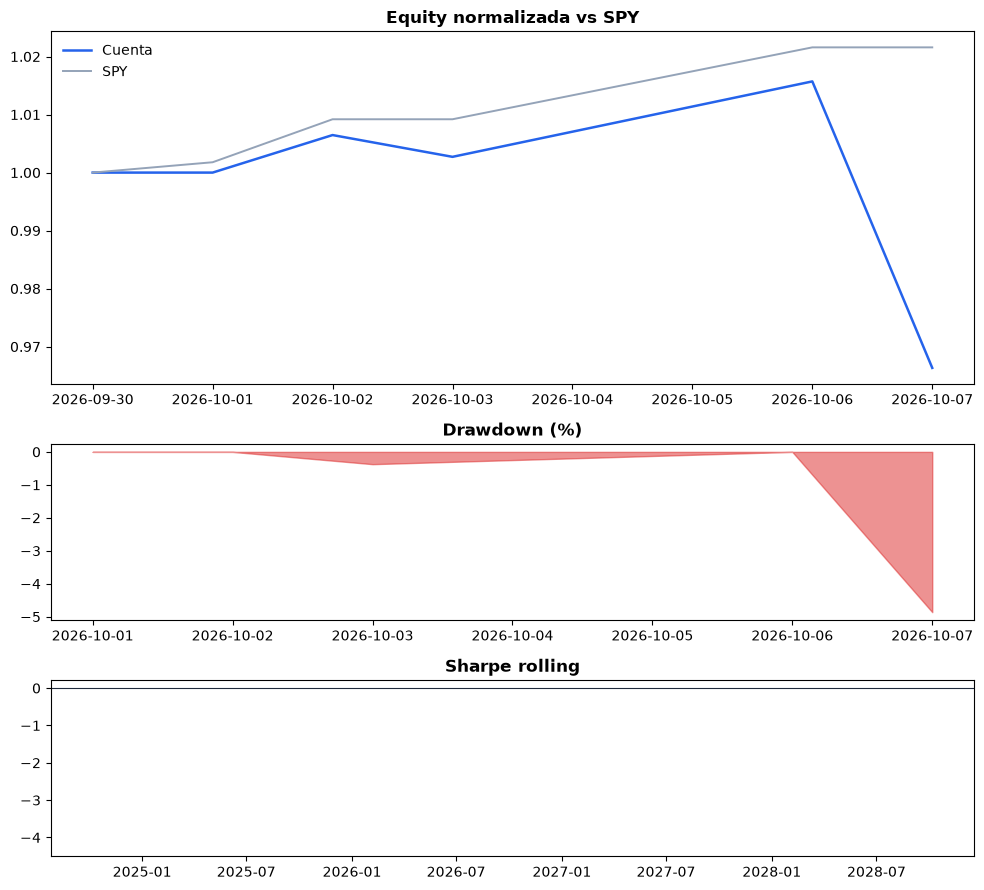 Equity normalizada vs SPY
Cuenta
SPY
1.02
1.01
1.00
0.99
0.98
0.97
2026-09-30 2026-10-01 2026-10-02 2026-10-03 2026-10-04 2026-10-05 2026-10-06 2026-10-07
Drawdown (%)
0
−1
−2
−3
−4
−5
2026-10-01 2026-10-02 2026-10-03 2026-10-04 2026-10-05 2026-10-06 2026-10-07
Sharpe rolling
0
−1
−2
−3
−4
2025-01 2025-07 2026-01 2026-07 2027-01 2027-07 2028-01 2028-07